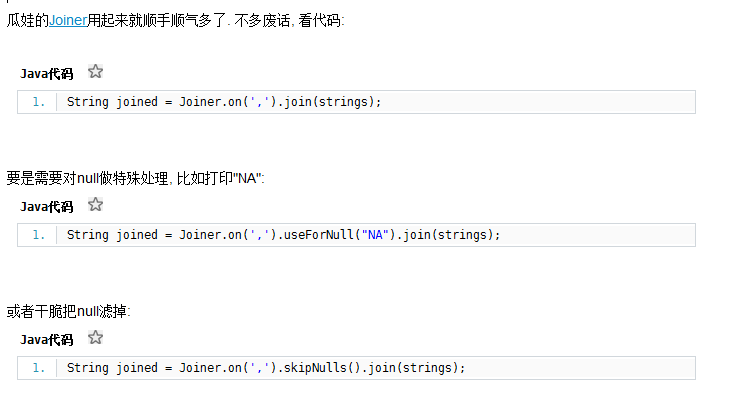 瓜娃的Joiner用起来就顺手顺气多了. 不多废话, 看代码:
Java代码
1. String joined = Joiner.on(',').join(strings);
要是需要对null做特殊处理, 比如打印"NA":
Java代码
1. String joined = Joiner.on(',').useForNull("NA").join(strings);
或者干脆把null滤掉:
Java代码
1. String joined = Joiner.on(',').skipNulls().join(strings);